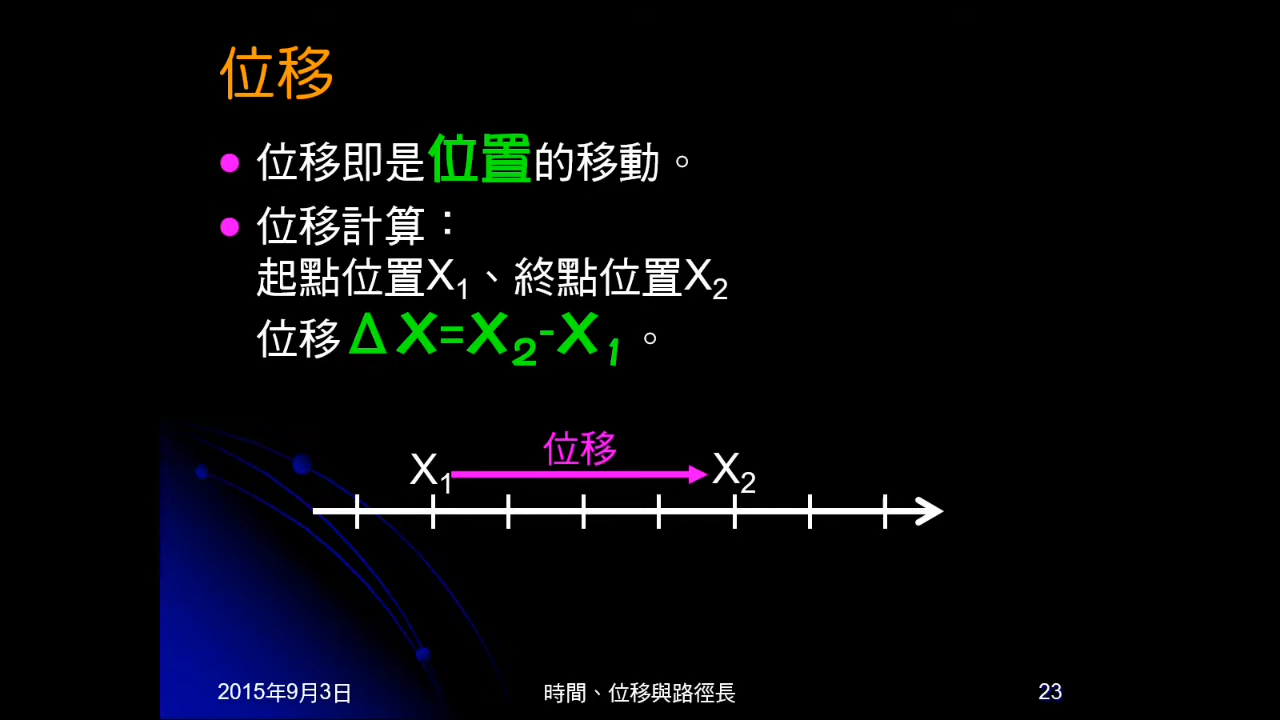 位移
位移即是位置的移動。
位移計算：
起點位置X₁、終點位置X₂
位移ΔX=X₂-X₁。
位移
X₁ X₂
2015年9月3日 時間、位移與路徑長 23